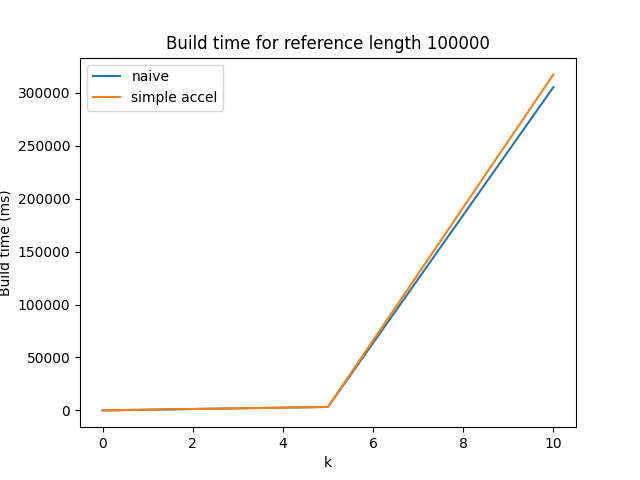 Build time for reference length 100000
naive
simple accel
300000
250000
200000
150000
100000
50000
0
Build time (ms)
0 2 4 6 8 10
k